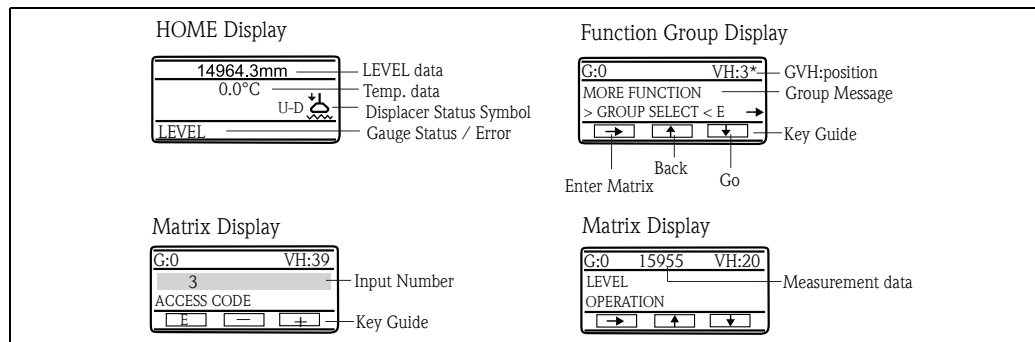 HOME Display
14964.3mm
LEVEL data
0.0°C
Temp. data
U-D
Displacer Status Symbol
LEVEL
Gauge Status / Error
Function Group Display
G:0 VH:3*
GVH:position
MORE FUNCTION
Group Message
> GROUP SELECT < E →
→ ↑ ↓
Key Guide
Enter Matrix
Back
Go
Matrix Display
G:0 VH:39
3
Input Number
ACCESS CODE
E − +
Key Guide
Matrix Display
G:0 15955 VH:20
LEVEL
Measurement data
OPERATION
→ ↑ ↓